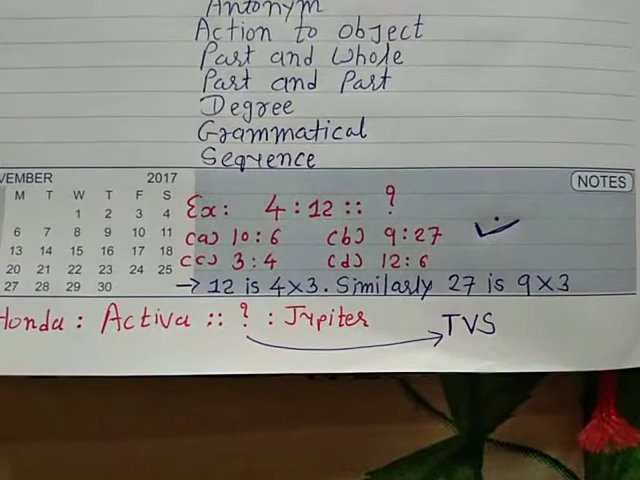 Antonym
Action to Object
Part and Whole
Part and Part
Degree
Grammatical
Sequence
VEMBER 2017
M T W T F S
1 2 3 4
6 7 8 9 10 11
13 14 15 16 17 18
20 21 22 23 24 25
27 28 29 30
NOTES
Ex: 4:12 :: ?
(a) 10:6 (b) 9:27
(c) 3:4 (d) 12:6
→ 12 is 4×3. Similarly 27 is 9×3
Honda : Activa :: ? : Jupiter
TVS